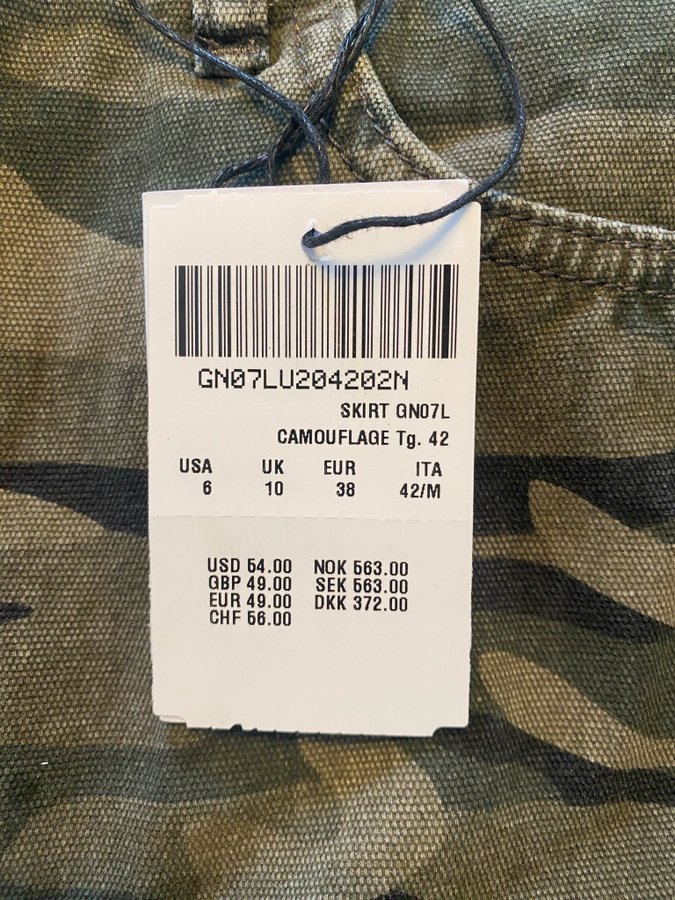 GN07LU204202N
SKIRT GN07L
CAMOUFLAGE Tg. 42
USA UK EUR ITA
6 10 38 42/M
USD 54.00 NOK 563.00
GBP 49.00 SEK 563.00
EUR 49.00 DKK 372.00
CHF 56.00